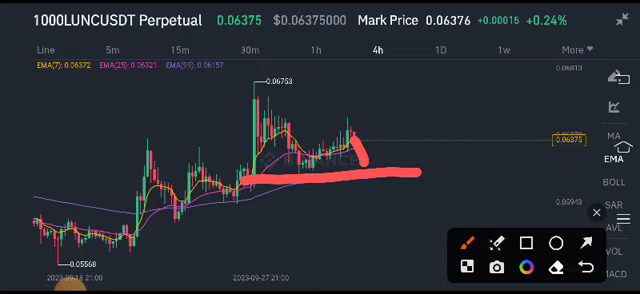 1000LUNCUSDT Perpetual 0.06375 $0.06375000 Mark Price 0.06376 +0.00015 +0.24%
Line 5m 15m 30m 1h 4h 1D 1w More
EMA(7): 0.06372 EMA(25): 0.06321 EMA(99): 0.06157
0.06813
0.06753
0.06375
MA
EMA
BOLL
0.05943
SAR
AVL
VOL
MACD
0.05568
2023-09-18 21:00 2023-09-27 21:00